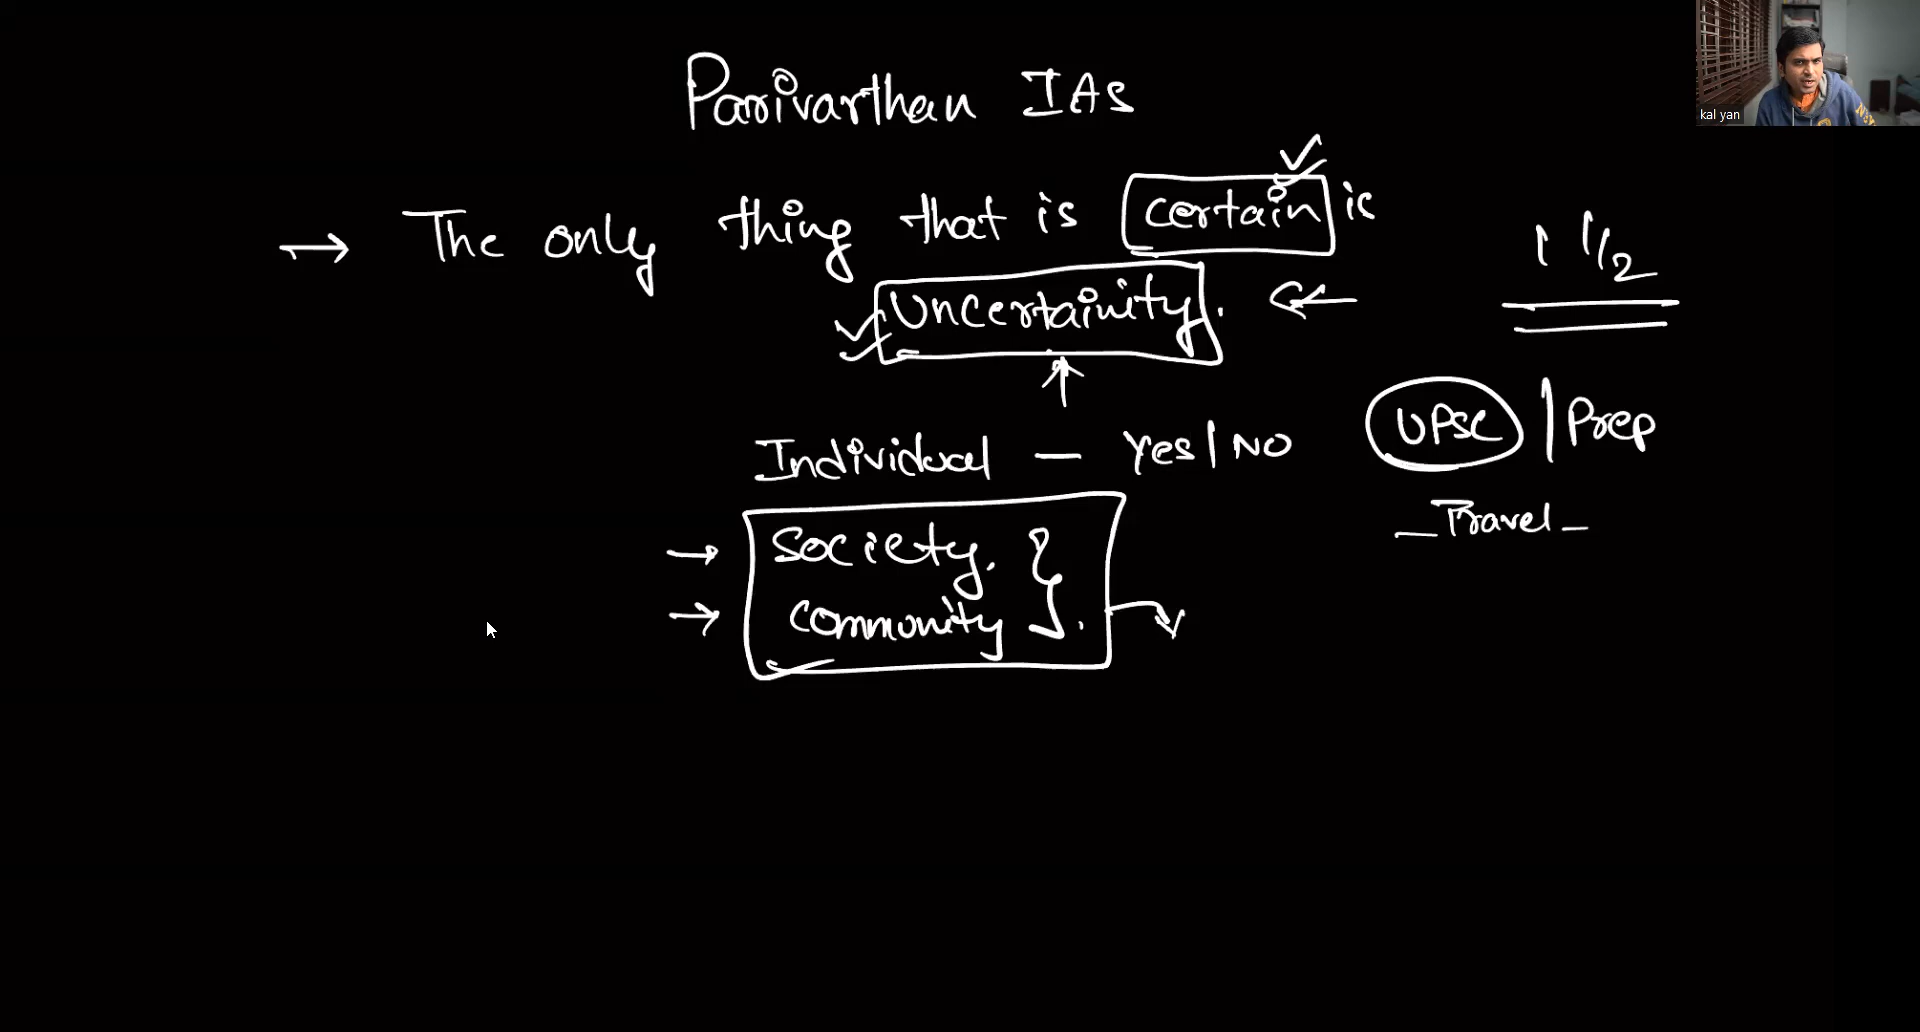 Parivarthan IAS
→ The only thing that is certain is
Uncertainity. ←
1 1/2
Individual — Yes/NO
UPSC | Prep
→ Society.
→ Community
Travel
kal yan